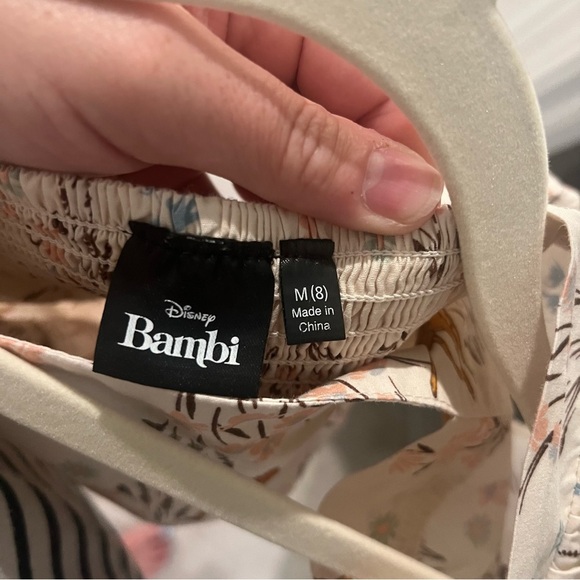 Disney
Bambi
M (8)
Made in
China